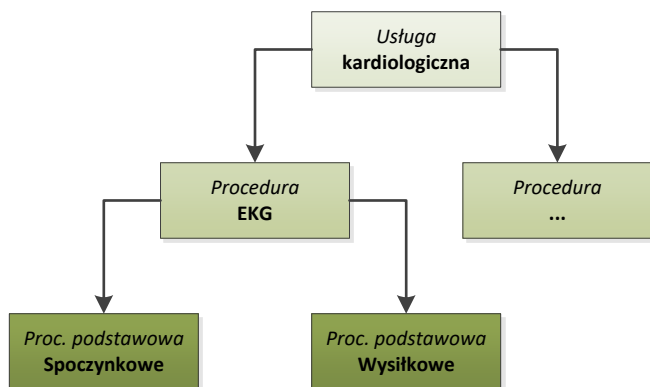 Usługa
kardiologiczna
Procedura
EKG
Procedura
...
Proc. podstawowa
Spoczynkowe
Proc. podstawowa
Wysiłkowe